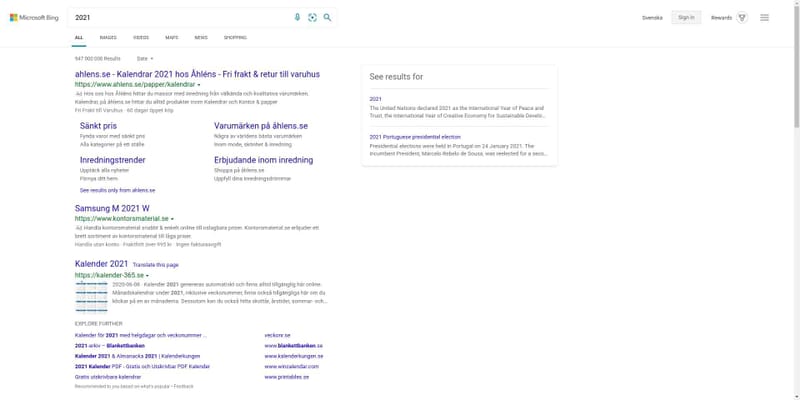 Microsoft Bing
2021
Svenska
Sign in
Rewards
ALL
IMAGES
VIDEOS
MAPS
NEWS
SHOPPING
947 000 000 Results
Date
ahlens.se - Kalendrar 2021 hos Åhléns - Fri frakt & retur till varuhus
https://www.ahlens.se/papper/kalendrar
Ad Hos oss hos Åhléns hittar du massor med inredning från välkända och kvalitativa varumärken.
Kalendrar på åhlens.se hittar du alltid produkter inom Kalendrar och Kontor & papper
Fri Frakt till Varuhus · 60 dagar öppet köp
Sänkt pris
Fynda varor med sänkt pris
Alla kategorier på ett ställe
Varumärken på åhlens.se
Några av världens bästa varumärken
Inom mode, skönhet & inredning
Inredningstrender
Upptäck alla nyheter
Förnya ditt hem
Erbjudande inom inredning
Shoppa på åhlens.se
Uppfyll dina inredningsdrömmar
See results only from ahlens.se
Samsung M 2021 W
https://www.kontorsmaterial.se
Ad Handla kontorsmaterial snabbt & enkelt online till oslagbara priser. Kontorsmaterial.se erbjuder ett
brett sortiment av kontorsmaterial till låga priser.
Handla utan konto · Fraktfritt över 995 kr · Ingen fakturaavgift
Kalender 2021
Translate this page
https://kalender-365.se
2020-06-06 · Kalender 2021 genereras automatiskt och finns alltid tillgänglig här online.
Månadskalendrar under 2021, inklusive veckonummer, finns också tillgängliga här om du
klickar på en av månaderna. Dessutom kan du också hitta skottår, årstider, sommar- och...
EXPLORE FURTHER
Kalender för 2021 med helgdagar och veckonummer ...
veckonr.se
2021-arkiv – Blankettbanken
www.blankettbanken.se
Kalender 2021 & Almanacka 2021 | Kalenderkungen
www.kalenderkungen.se
2021 Kalender PDF - Gratis och Utskrivbar PDF Kalender
www.winzalendar.com
Gratis utskrivbara kalendrar
www.printables.se
Recommended to you based on what's popular • Feedback
See results for
2021
The United Nations declared 2021 as the International Year of Peace and
Trust, the International Year of Creative Economy for Sustainable Develo...
2021 Portuguese presidential election
Presidential elections were held in Portugal on 24 January 2021. The
incumbent President, Marcelo Rebelo de Sousa, was reelected for a seco...